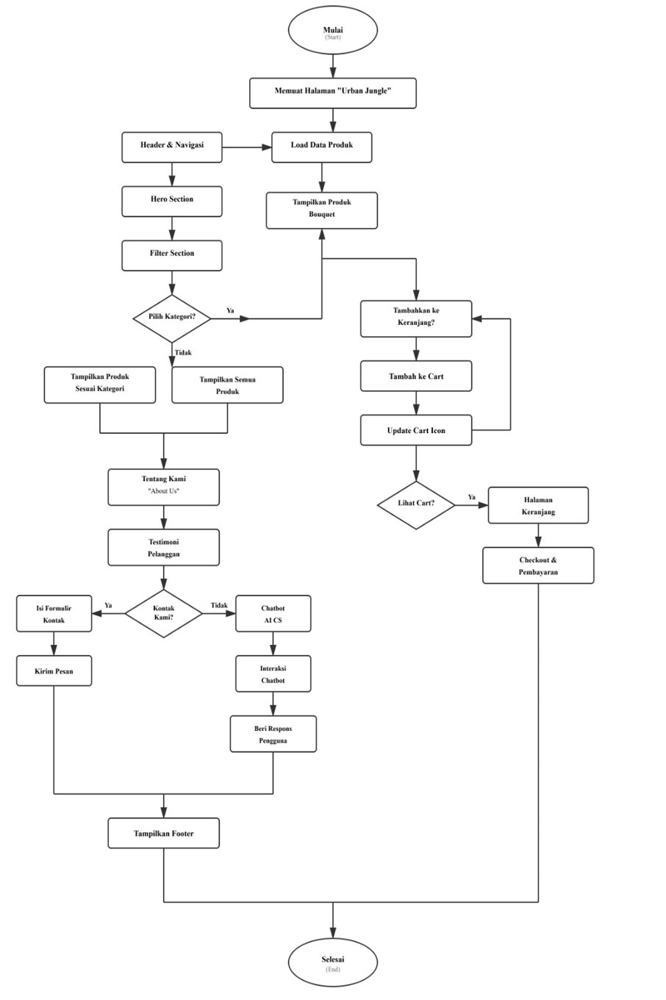 Mulai
(Start)
Memuat Halaman "Urban Jungle"
Header & Navigasi
Load Data Produk
Hero Section
Tampilkan Produk
Bouquet
Filter Section
Pilih Kategori?
Ya
Tambahkan ke
Keranjang?
Tidak
Tampilkan Produk
Sesuai Kategori
Tampilkan Semua
Produk
Tambah ke Cart
Update Cart Icon
Tentang Kami
"About Us"
Lihat Cart?
Ya
Halaman
Keranjang
Testimoni
Pelanggan
Checkout &
Pembayaran
Isi Formulir
Kontak
Ya
Kontak
Kami?
Tidak
Chatbot
AI CS
Kirim Pesan
Interaksi
Chatbot
Beri Respons
Pengguna
Tampilkan Footer
Selesai
(End)